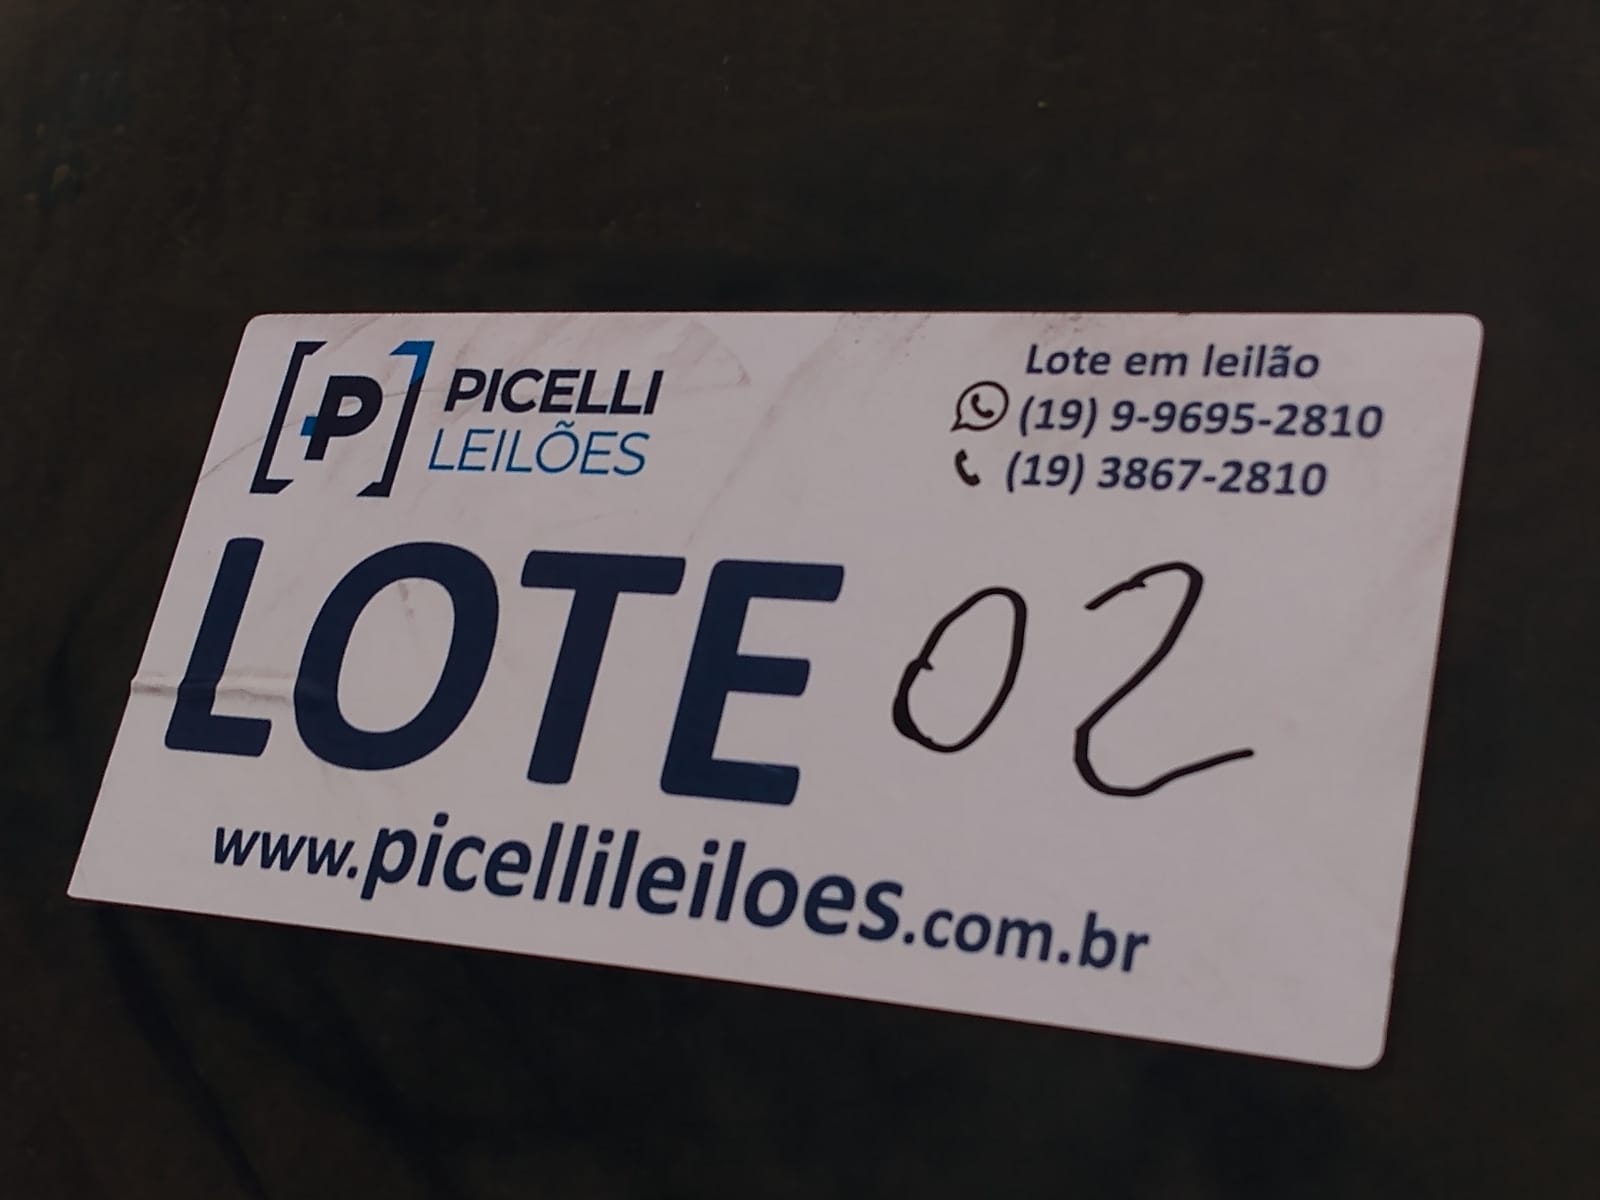 PICELLI
LEILÕES
Lote em leilão
(19) 9-9695-2810
(19) 3867-2810
LOTE 02
www.picellileiloes.com.br